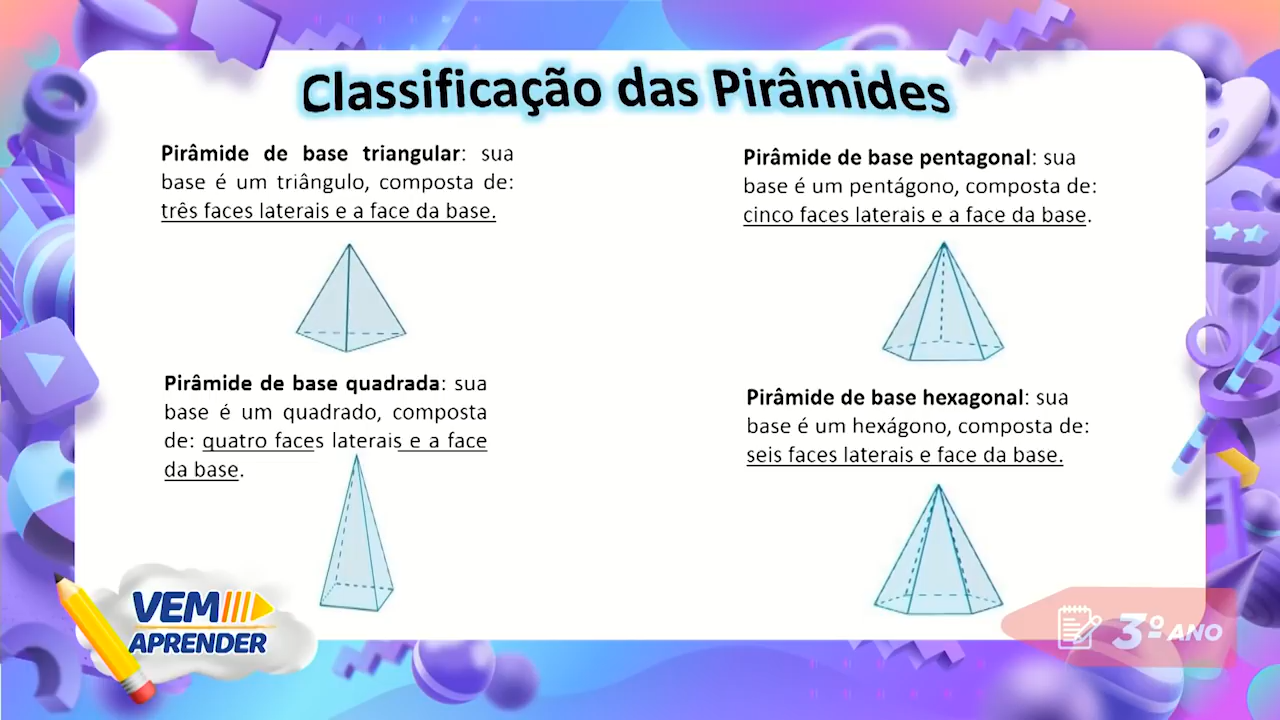 Classificação das Pirâmides
Pirâmide de base triangular: sua
base é um triângulo, composta de:
três faces laterais e a face da base.
Pirâmide de base quadrada: sua
base é um quadrado, composta
de: quatro faces laterais e a face
da base.
Pirâmide de base pentagonal: sua
base é um pentágono, composta de:
cinco faces laterais e a face da base.
Pirâmide de base hexagonal: sua
base é um hexágono, composta de:
seis faces laterais e face da base.
VEM
APRENDER
3º ANO